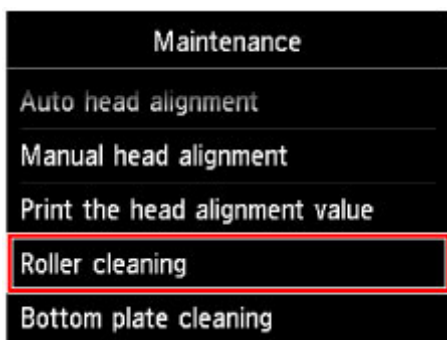 Maintenance
Auto head alignment
Manual head alignment
Print the head alignment value
Roller cleaning
Bottom plate cleaning